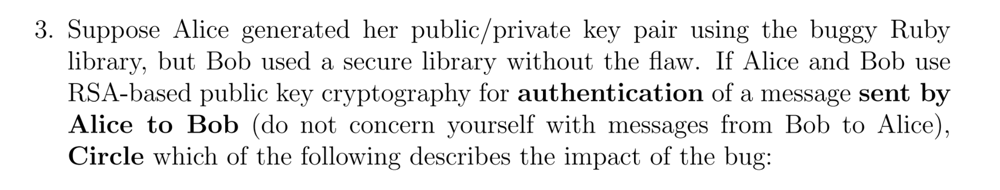 3. Suppose Alice generated her public/private key pair using the buggy Ruby
library, but Bob used a secure library without the flaw. If Alice and Bob use
RSA-based public key cryptography for authentication of a message sent by
Alice to Bob (do not concern yourself with messages from Bob to Alice),
Circle which of the following describes the impact of the bug: